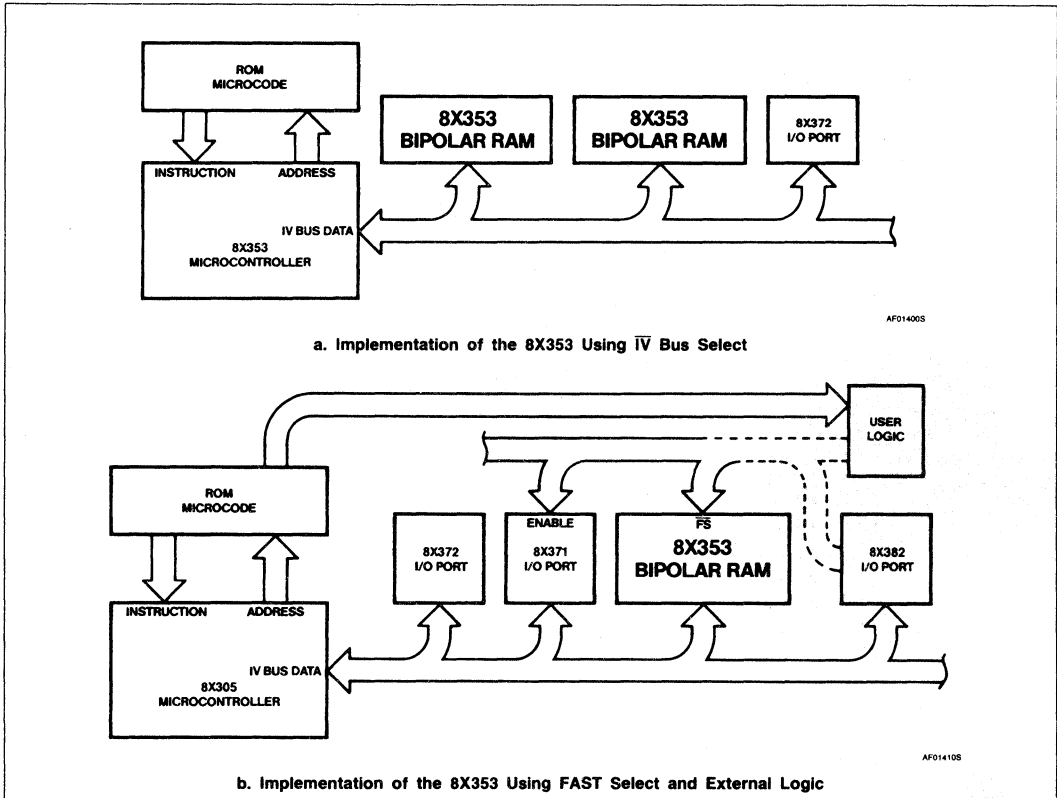 ROM
MICROCODE
8X353
BIPOLAR RAM
8X353
BIPOLAR RAM
8X372
I/O PORT
INSTRUCTION
ADDRESS
IV BUS DATA
8X353
MICROCONTROLLER
AF01400S
a. Implementation of the 8X353 Using I̅V̅ Bus Select
USER
LOGIC
ROM
MICROCODE
8X372
I/O PORT
ENABLE
8X371
I/O PORT
F̅S̅
8X353
BIPOLAR RAM
8X382
I/O PORT
INSTRUCTION
ADDRESS
IV BUS DATA
8X305
MICROCONTROLLER
AF01410S
b. Implementation of the 8X353 Using FAST Select and External Logic